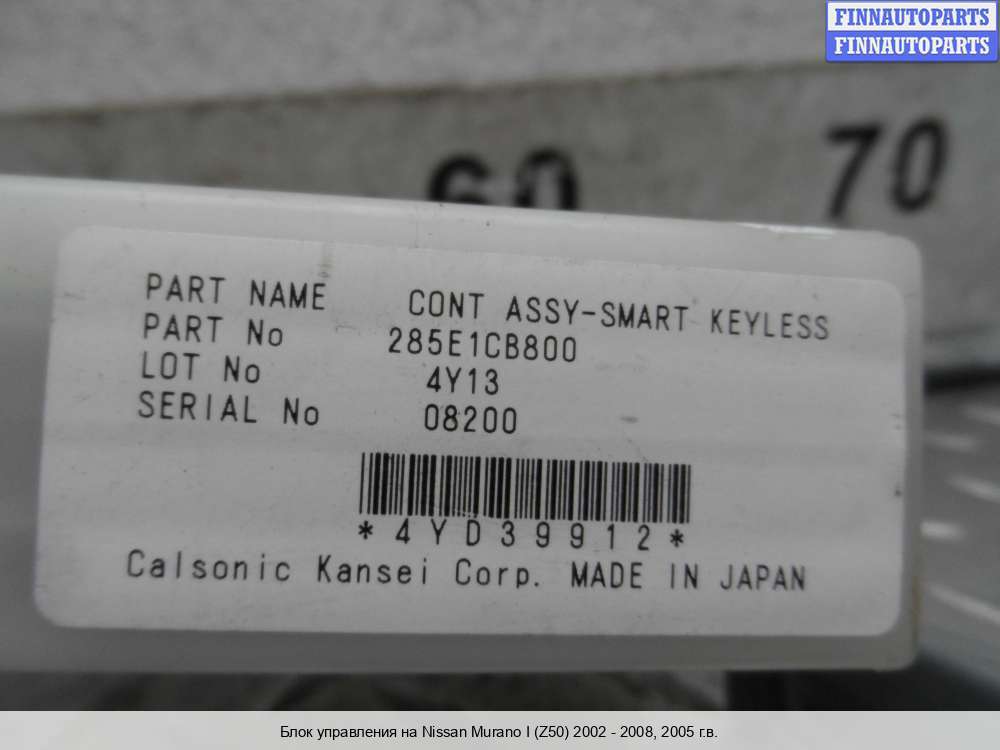 FINNAUTOPARTS
FINNAUTOPARTS
60 70
PART NAME CONT ASSY-SMART KEYLESS
PART No 285E1CB800
LOT No 4Y13
SERIAL No 08200
*4YD39912*
Calsonic Kansei Corp. MADE IN JAPAN
Блок управления на Nissan Murano I (Z50) 2002 - 2008, 2005 г.в.